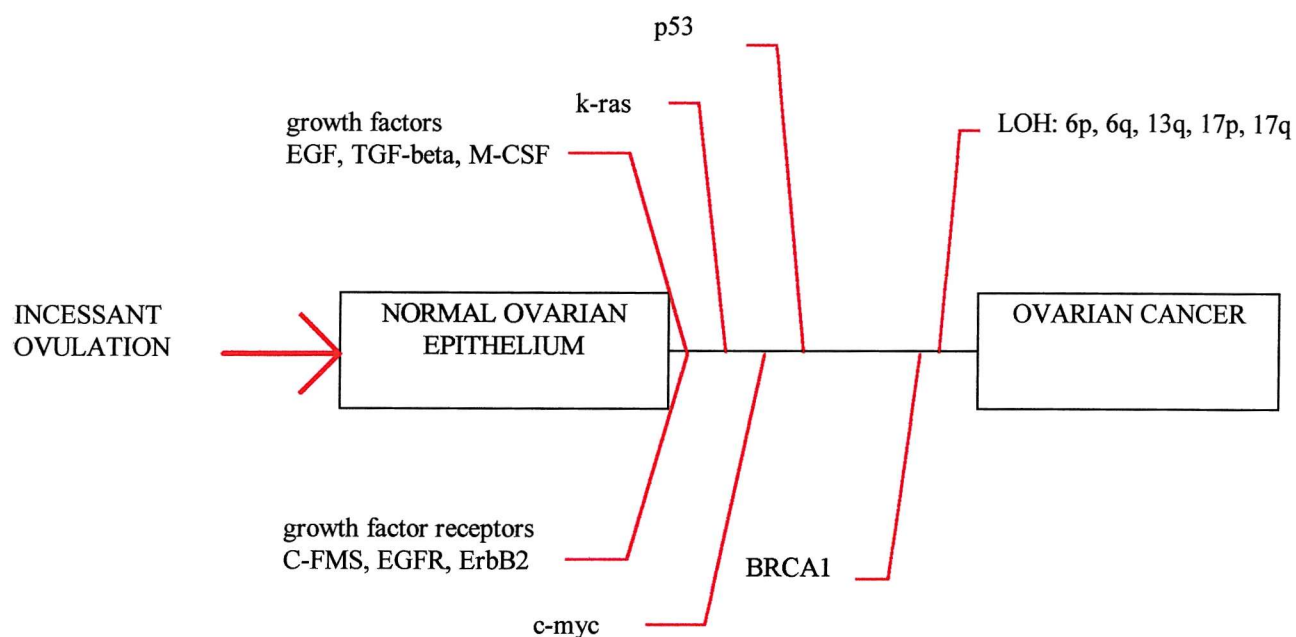 p53
k-ras
growth factors
EGF, TGF-beta, M-CSF
LOH: 6p, 6q, 13q, 17p, 17q
INCESSANT
OVULATION
NORMAL OVARIAN
EPITHELIUM
OVARIAN CANCER
growth factor receptors
C-FMS, EGFR, ErbB2
BRCA1
c-myc